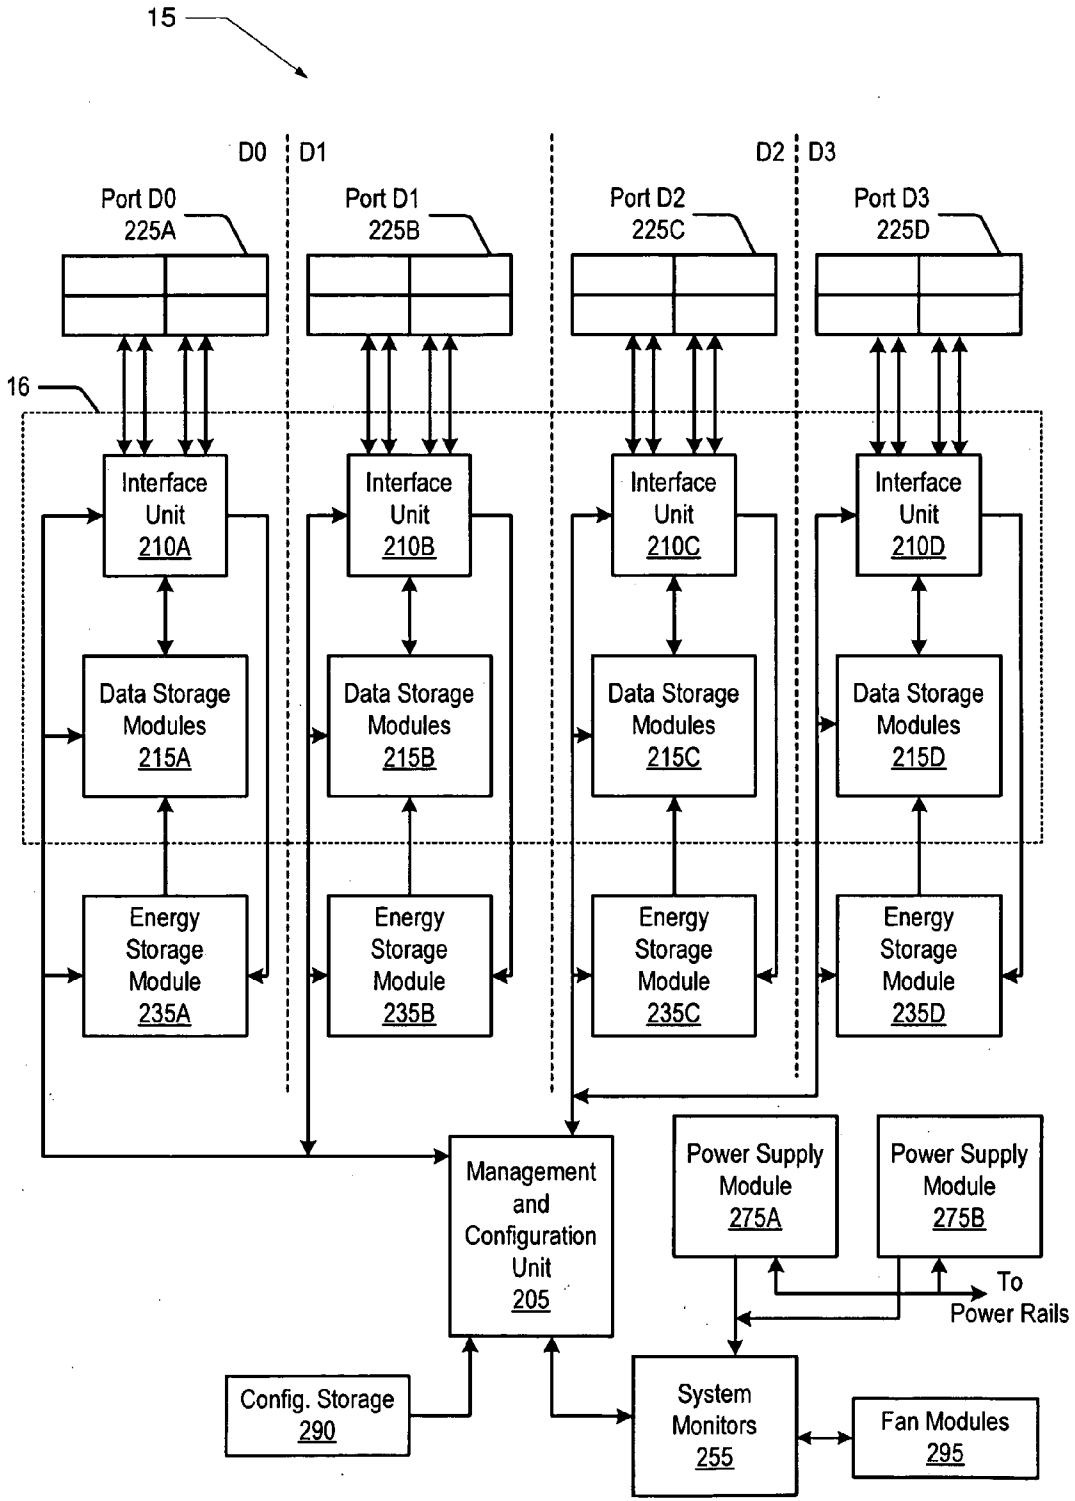 15
D0
D1
D2
D3
Port D0
225A
Port D1
225B
Port D2
225C
Port D3
225D
16
Interface
Unit
210A
Interface
Unit
210B
Interface
Unit
210C
Interface
Unit
210D
Data Storage
Modules
215A
Data Storage
Modules
215B
Data Storage
Modules
215C
Data Storage
Modules
215D
Energy
Storage
Module
235A
Energy
Storage
Module
235B
Energy
Storage
Module
235C
Energy
Storage
Module
235D
Management
and
Configuration
Unit
205
Power Supply
Module
275A
Power Supply
Module
275B
To
Power Rails
Config. Storage
290
System
Monitors
255
Fan Modules
295